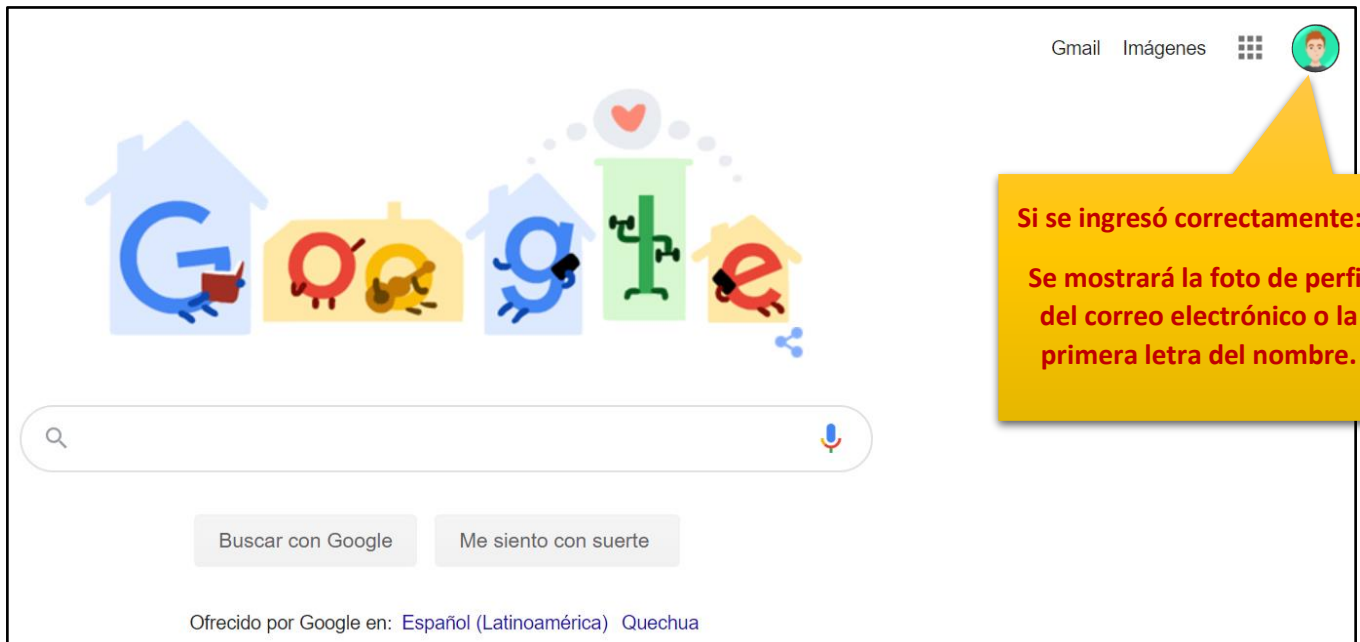 Gmail Imágenes
Google
Si se ingresó correctamente:
Se mostrará la foto de perfi
del correo electrónico o la
primera letra del nombre.
Buscar con Google Me siento con suerte
Ofrecido por Google en: Español (Latinoamérica) Quechua